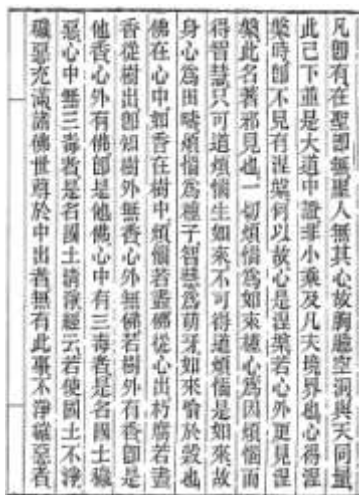 凡即有在聖即無聖人無其心故胸臆空洞與天同量
此已下並是大道中證非小乘及凡夫境界也心得涅
槃時即不見有涅槃何以故心是涅槃若心外更見涅
槃此名著邪見也一切煩惱爲如來種心爲因煩惱而
得智慧只可道煩惱生如來不可得道煩惱是如來故
身心爲田疇煩惱爲種子智慧爲萌牙如來喻於穀也
佛在心中如香在樹中煩惱若盡佛從心出朽腐若盡
香從樹出即知樹外無香心外無佛若樹外有香即是
他香心外有佛即是他佛心中有三毒者是名國土穢
惡心中無三毒者是名國土清淨經云若使國土不淨
穢惡充滿諸佛世尊於中出者無有此事不淨穢惡者